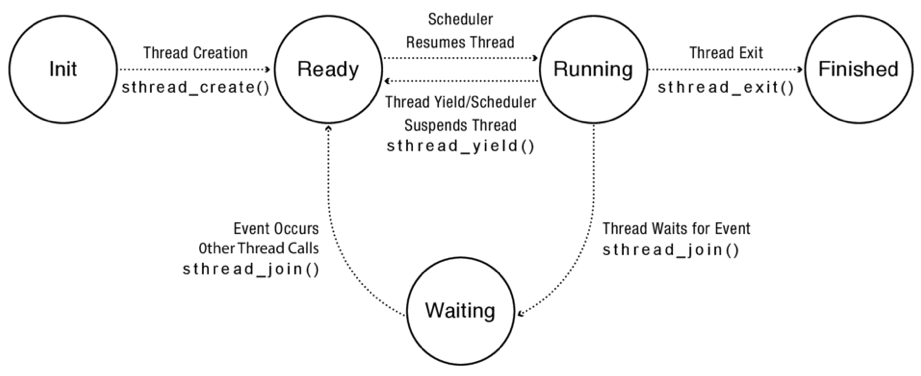 Init
Thread Creation
sthread_create()
Ready
Scheduler
Resumes Thread
Thread Yield/Scheduler
Suspends Thread
sthread_yield()
Running
Thread Exit
sthread_exit()
Finished
Event Occurs
Other Thread Calls
sthread_join()
Thread Waits for Event
sthread_join()
Waiting